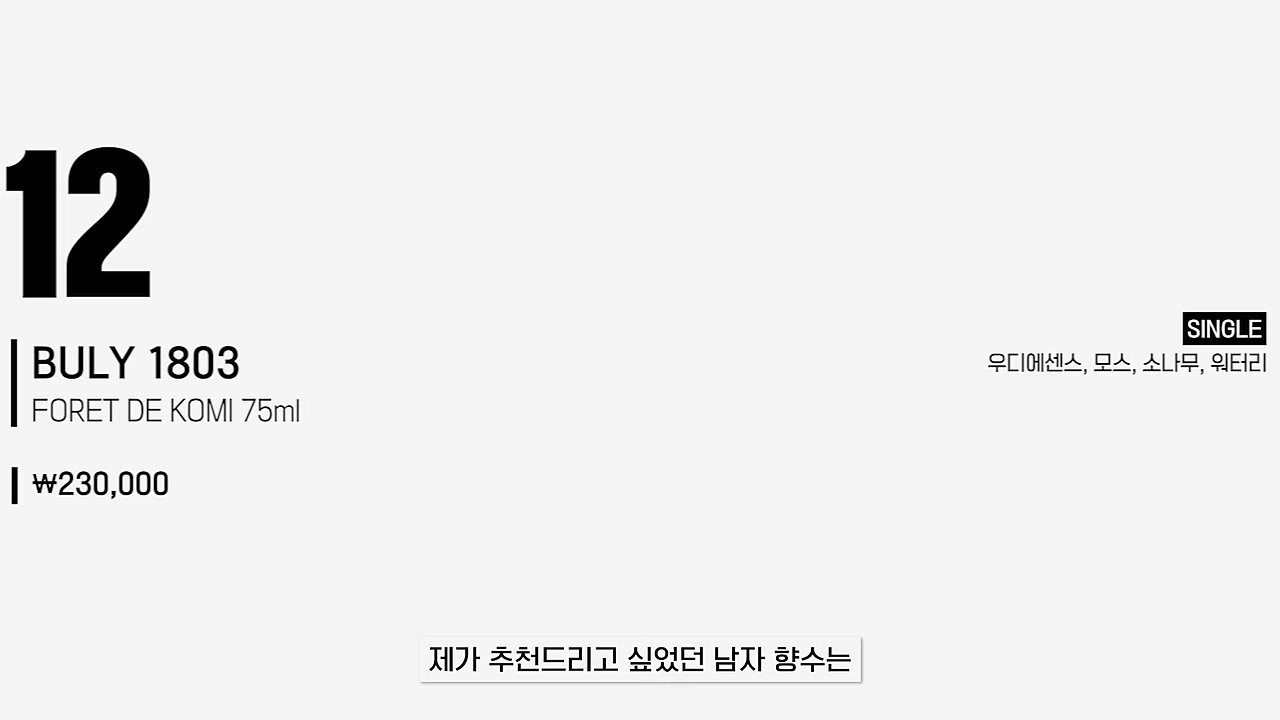 12
BULY 1803
FORET DE KOMI 75ml
₩230,000
SINGLE
우디에센스, 모스, 소나무, 워터리
제가 추천드리고 싶었던 남자 향수는